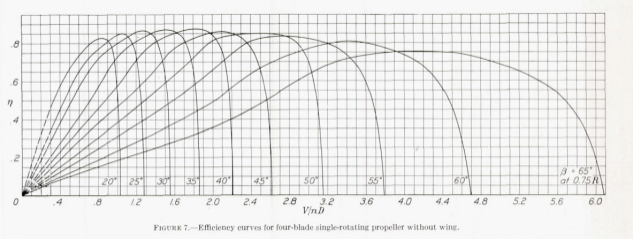 .8
.6
η
.4
.2
20° 25° 30° 35° 40° 45° 50° 55° 60° β = 65°
at 0.75R
0 .4 .8 1.2 1.6 2.0 2.4 2.8 3.2 3.6 4.0 4.4 4.8 5.2 5.6 6.0
V/nD
FIGURE 7.—Efficiency curves for four-blade single-rotating propeller without wing.